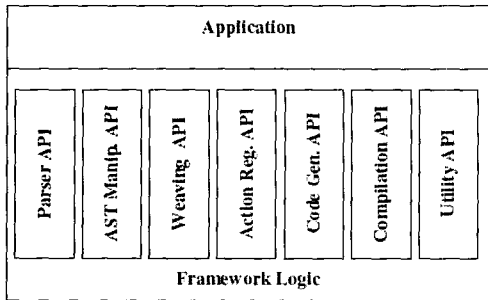 Application
Parser API
AST Manip. API
Weaving API
Action Reg. API
Code Gen. API
Compilation API
Utility API
Framework Logic